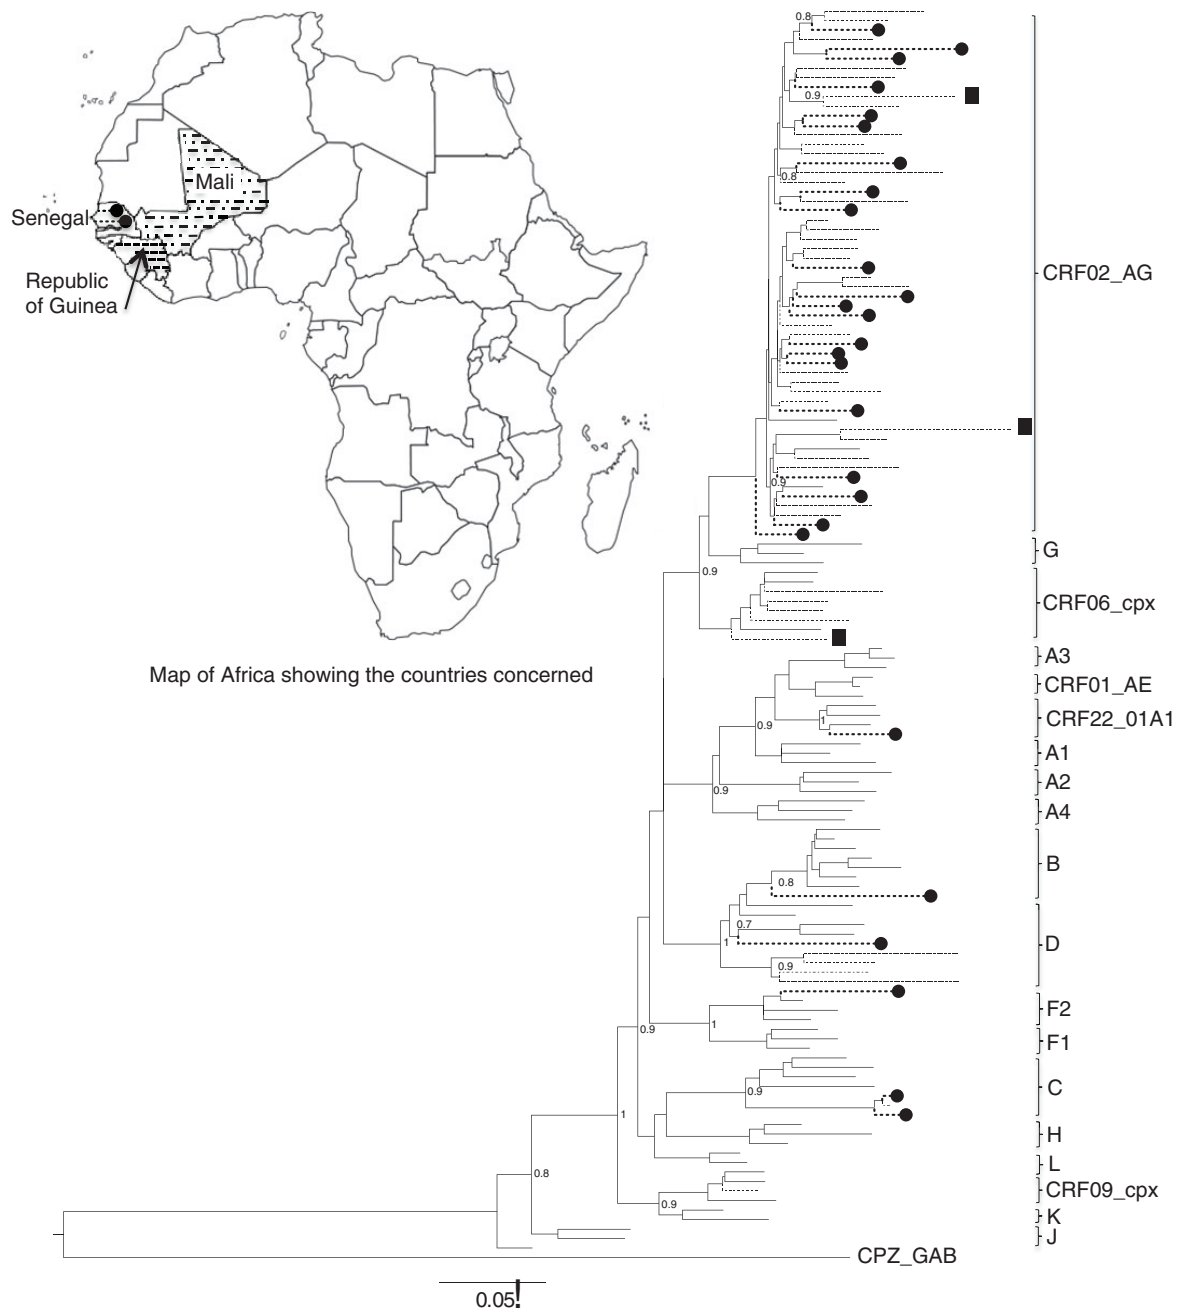 Mali
Senegal
Republic
of Guinea
Map of Africa showing the countries concerned
0.8
0.9
0.8
CRF02_AG
0.9
G
0.9
CRF06_cpx
A3
CRF01_AE
CRF22_01A1
1
0.9
A1
A2
0.9
A4
B
0.8
0.7
D
1
0.9
F2
1
0.9
F1
C
0.9
1
H
L
0.8
CRF09_cpx
0.9
K
J
CPZ_GAB
0.05!